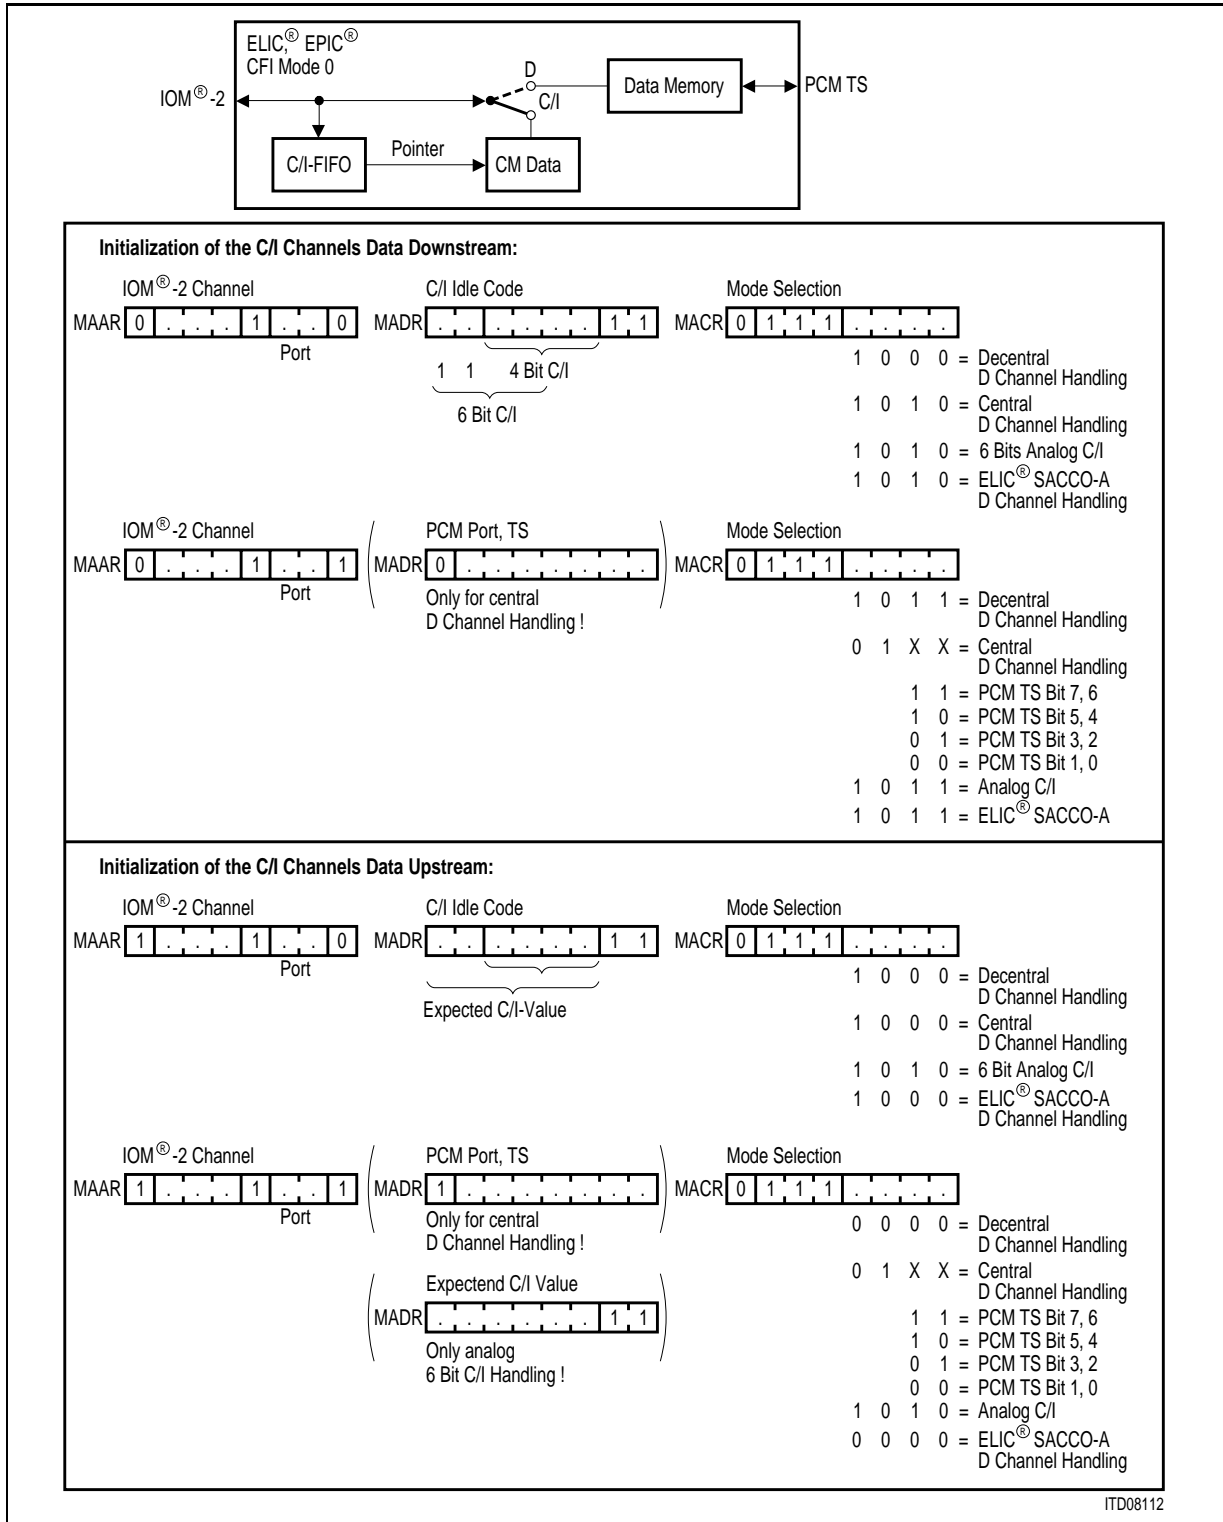 ELIC,® EPIC®
CFI Mode 0
IOM®-2
D
C/I
Data Memory
PCM TS
C/I-FIFO
Pointer
CM Data
Initialization of the C/I Channels Data Downstream:
IOM®-2 Channel C/I Idle Code Mode Selection
MAAR 0 . . . 1 . . 0 MADR . . . . . . 1 1 MACR 0 1 1 1 . . . .
Port
1 1 4 Bit C/I
6 Bit C/I
1 0 0 0 = Decentral
D Channel Handling
1 0 1 0 = Central
D Channel Handling
1 0 1 0 = 6 Bits Analog C/I
1 0 1 0 = ELIC® SACCO-A
D Channel Handling
IOM®-2 Channel PCM Port, TS Mode Selection
MAAR 0 . . . 1 . . 1 MADR 0 . . . . . . . . MACR 0 1 1 1 . . . .
Port
Only for central
D Channel Handling !
1 0 1 1 = Decentral
D Channel Handling
0 1 X X = Central
D Channel Handling
1 1 = PCM TS Bit 7, 6
1 0 = PCM TS Bit 5, 4
0 1 = PCM TS Bit 3, 2
0 0 = PCM TS Bit 1, 0
1 0 1 1 = Analog C/I
1 0 1 1 = ELIC® SACCO-A
Initialization of the C/I Channels Data Upstream:
IOM®-2 Channel C/I Idle Code Mode Selection
MAAR 1 . . . 1 . . 0 MADR . . . . . . 1 1 MACR 0 1 1 1 . . . .
Port
Expected C/I-Value
1 0 0 0 = Decentral
D Channel Handling
1 0 0 0 = Central
D Channel Handling
1 0 1 0 = 6 Bit Analog C/I
1 0 0 0 = ELIC® SACCO-A
D Channel Handling
IOM®-2 Channel PCM Port, TS Mode Selection
MAAR 1 . . . 1 . . 1 MADR 1 . . . . . . . . MACR 0 1 1 1 . . . .
Port
Only for central
D Channel Handling !
Expectend C/I Value
MADR . . . . . . . 1 1
Only analog
6 Bit C/I Handling !
0 0 0 0 = Decentral
D Channel Handling
0 1 X X = Central
D Channel Handling
1 1 = PCM TS Bit 7, 6
1 0 = PCM TS Bit 5, 4
0 1 = PCM TS Bit 3, 2
0 0 = PCM TS Bit 1, 0
1 0 1 0 = Analog C/I
0 0 0 0 = ELIC® SACCO-A
D Channel Handling
ITD08112